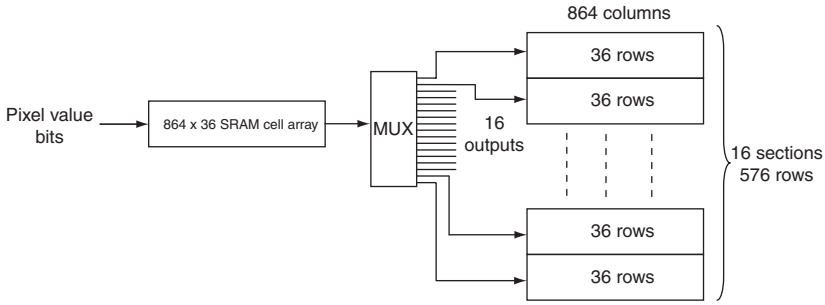 864 columns
36 rows
36 rows
Pixel value
bits
864 x 36 SRAM cell array
MUX
16
outputs
16 sections
576 rows
36 rows
36 rows